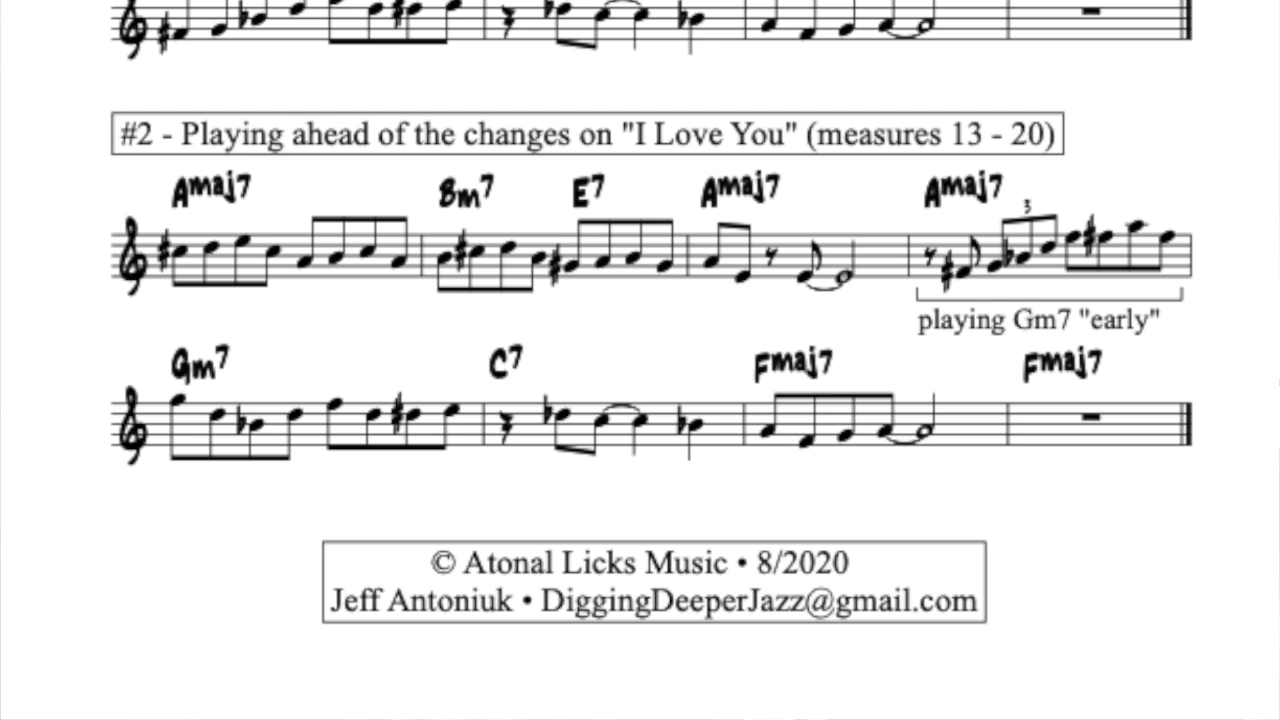 #2 - Playing ahead of the changes on "I Love You" (measures 13 - 20)
Amaj7 Bm7 E7 Amaj7 Amaj7
3
playing Gm7 "early"
Gm7 C7 Fmaj7 Fmaj7
© Atonal Licks Music • 8/2020
Jeff Antoniuk • DiggingDeeperJazz@gmail.com